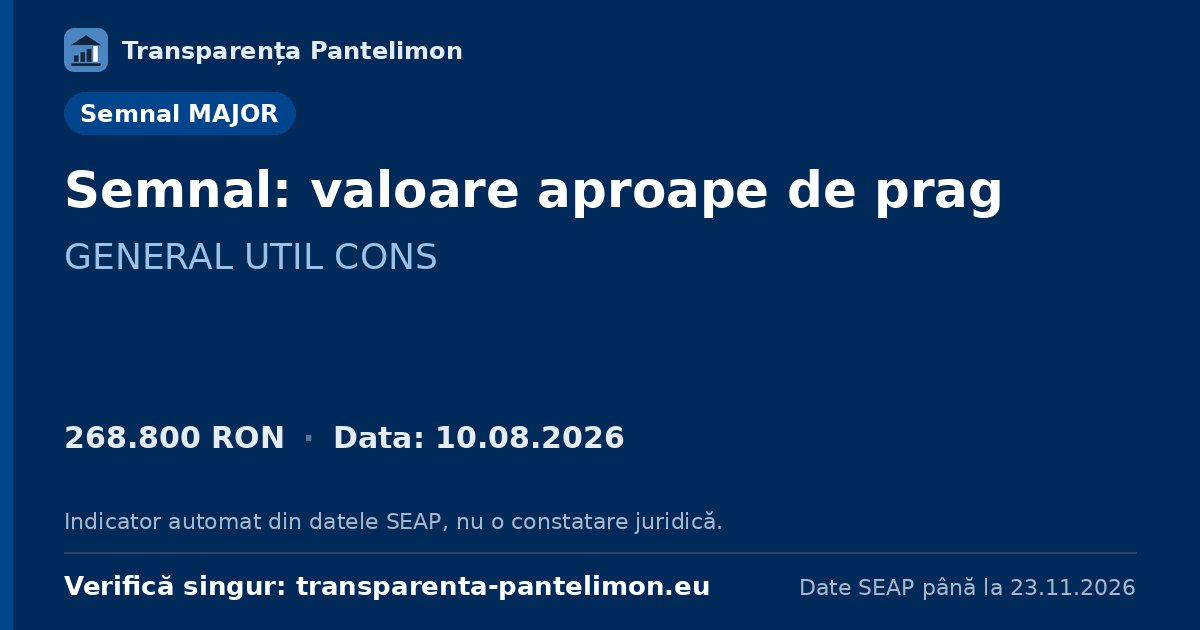 Transparența Pantelimon
Semnal MAJOR
Semnal: valoare aproape de prag
GENERAL UTIL CONS
268.800 RON · Data: 10.08.2026
Indicator automat din datele SEAP, nu o constatare juridică.
Verifică singur: transparenta-pantelimon.eu
Date SEAP până la 23.11.2026